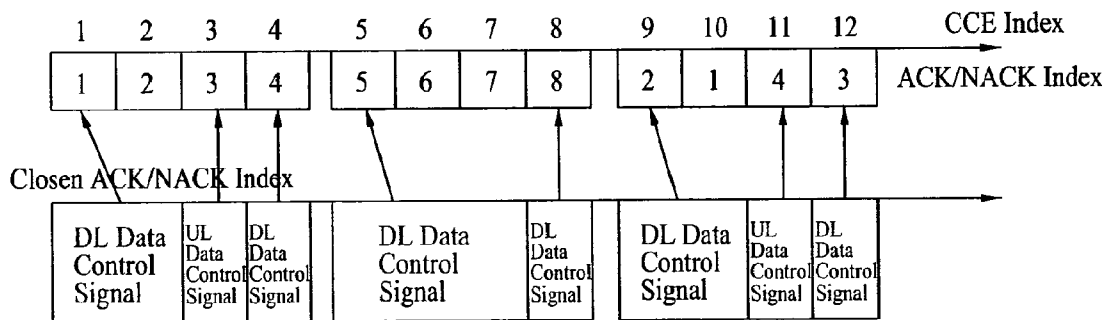 1 2 3 4 5 6 7 8 9 10 11 12 CCE Index
1 2 3 4 5 6 7 8 2 1 4 3 ACK/NACK Index
Closen ACK/NACK Index
DL Data
Control
Signal
UL
Data
Control
Signal
DL
Data
Control
Signal
DL Data
Control
Signal
DL
Data
Control
Signal
DL Data
Control
Signal
UL
Data
Control
Signal
DL
Data
Control
Signal